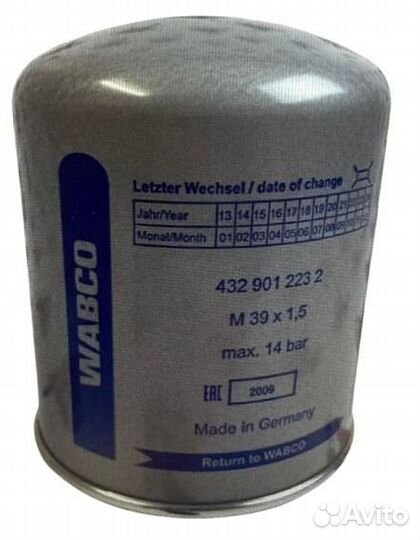 WABCO
Letzter Wechsel / date of change
Jahr/Year 13 14 15 16 17 18 19 20 21
Monat/Month 01 02 03 04 05 06 07 08 09
432 901 223 2
M 39 x 1,5
max. 14 bar
EAC 2009
Made In Germany
Return to WABCO
Avito